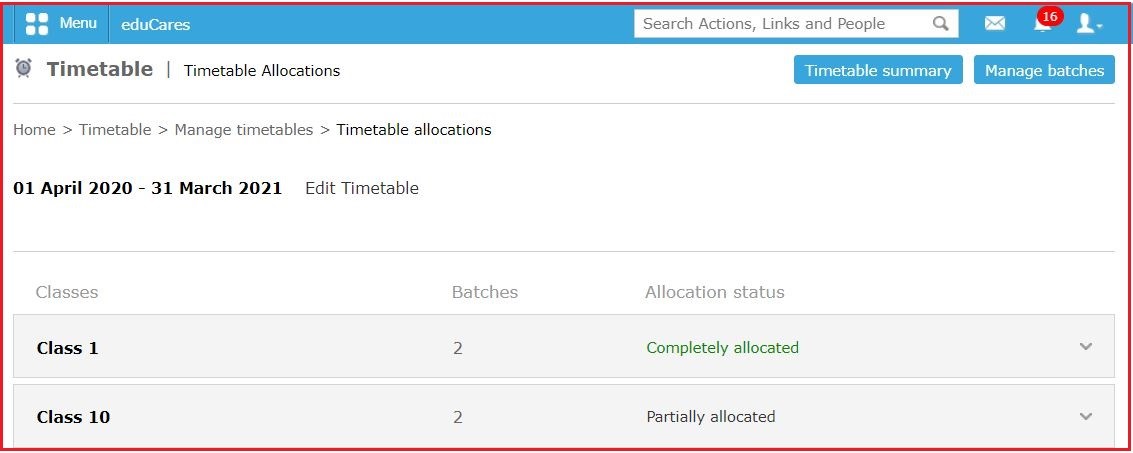 Menu eduCares Search Actions, Links and People 16
Timetable | Timetable Allocations Timetable summary Manage batches
Home > Timetable > Manage timetables > Timetable allocations
01 April 2020 - 31 March 2021 Edit Timetable
Classes Batches Allocation status
Class 1 2 Completely allocated
Class 10 2 Partially allocated